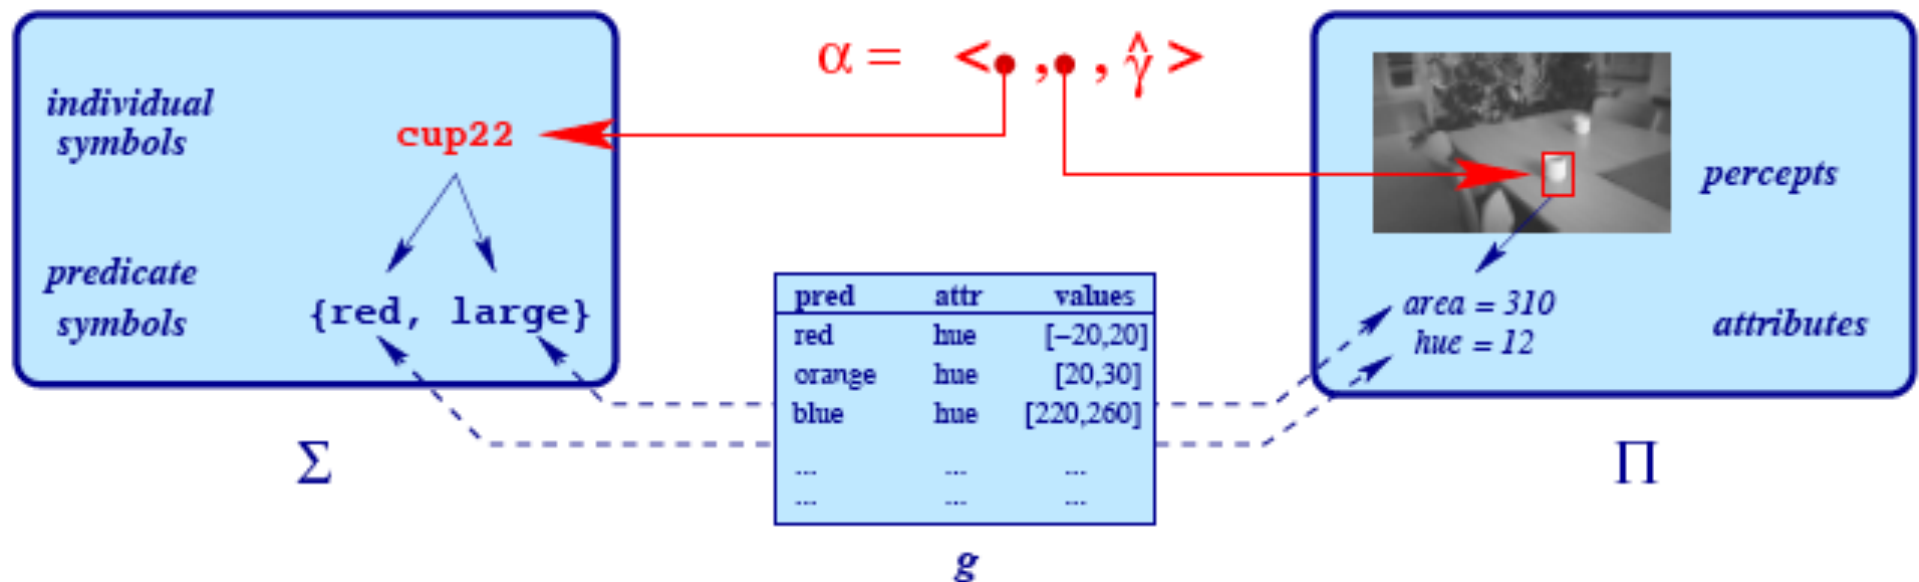 individual
symbols
cup22
predicate
symbols
{red, large}
Σ
α = < , , γ̂ >
pred attr values
red hue [−20,20]
orange hue [20,30]
blue hue [220,260]
... ... ...
... ... ...
g
percepts
area = 310
hue = 12
attributes
Π